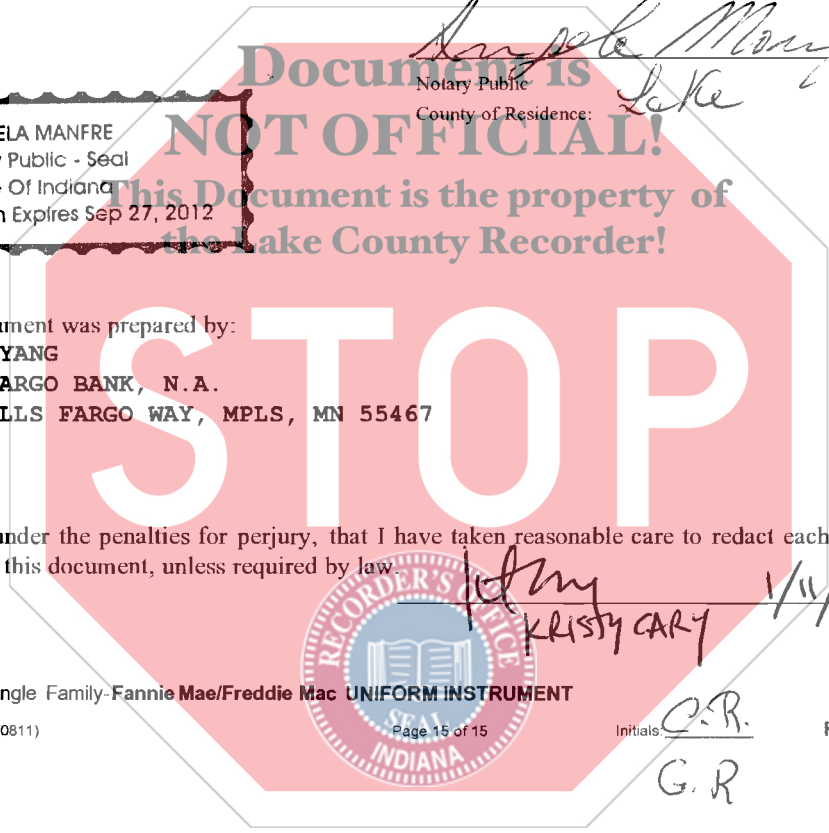 Document is
Notary Public
Lake
County of Residence:
NOT OFFICIAL!
ELA MANFRE
Public - Seal
Of Indiana
This Document is the property of
Expires Sep 27, 2012
the Lake County Recorder!
STOP
ument was prepared by:
YANG
ARGO BANK, N.A.
LLS FARGO WAY, MPLS, MN 55467
under the penalties for perjury, that I have taken reasonable care to redact each
this document, unless required by law.
1/11/
KRISTY CARY
RECORDER'S OFFICE
SEAL
INDIANA
ngle Family-Fannie Mae/Freddie Mac UNIFORM INSTRUMENT
0811)
Page 15 of 15
Initials: C.R.
G.R